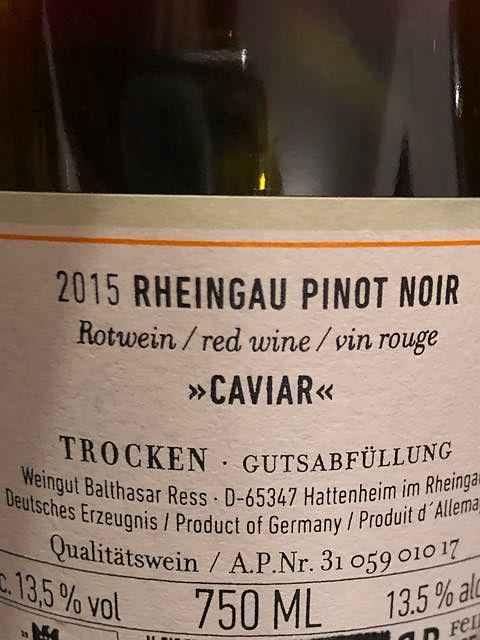 2015 RHEINGAU PINOT NOIR
Rotwein / red wine / vin rouge
»CAVIAR«
TROCKEN · GUTSABFÜLLUNG
Weingut Balthasar Ress · D-65347 Hattenheim im Rheingau
Deutsches Erzeugnis / Product of Germany / Produit d´Allema
Qualitätswein / A.P.Nr. 31 059 010 17
c. 13,5 % vol 750 ML 13.5 % alc